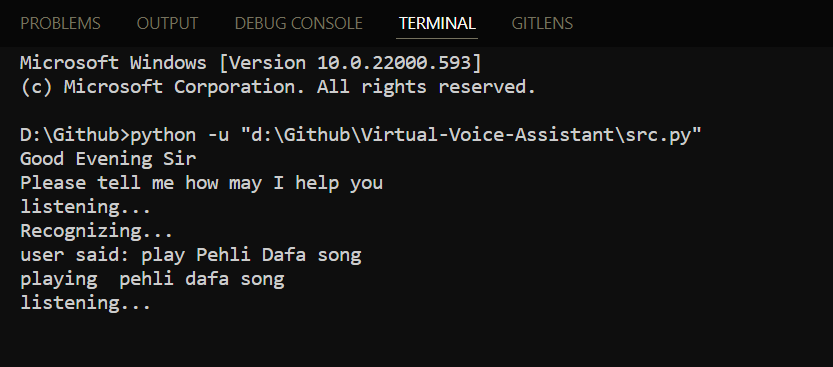 PROBLEMS OUTPUT DEBUG CONSOLE TERMINAL GITLENS
Microsoft Windows [Version 10.0.22000.593]
(c) Microsoft Corporation. All rights reserved.
D:\Github>python -u "d:\Github\Virtual-Voice-Assistant\src.py"
Good Evening Sir
Please tell me how may I help you
listening...
Recognizing...
user said: play Pehli Dafa song
playing  pehli dafa song
listening...